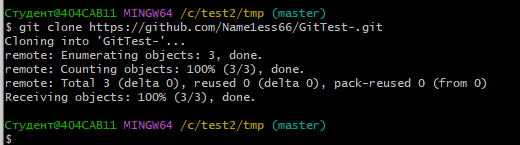 Студент@404CAB11 MINGW64 /c/test2/tmp (master)
$ git clone https://github.com/Name1ess66/GitTest-.git
Cloning into 'GitTest-'...
remote: Enumerating objects: 3, done.
remote: Counting objects: 100% (3/3), done.
remote: Total 3 (delta 0), reused 0 (delta 0), pack-reused 0 (from 0)
Receiving objects: 100% (3/3), done.
Студент@404CAB11 MINGW64 /c/test2/tmp (master)
$